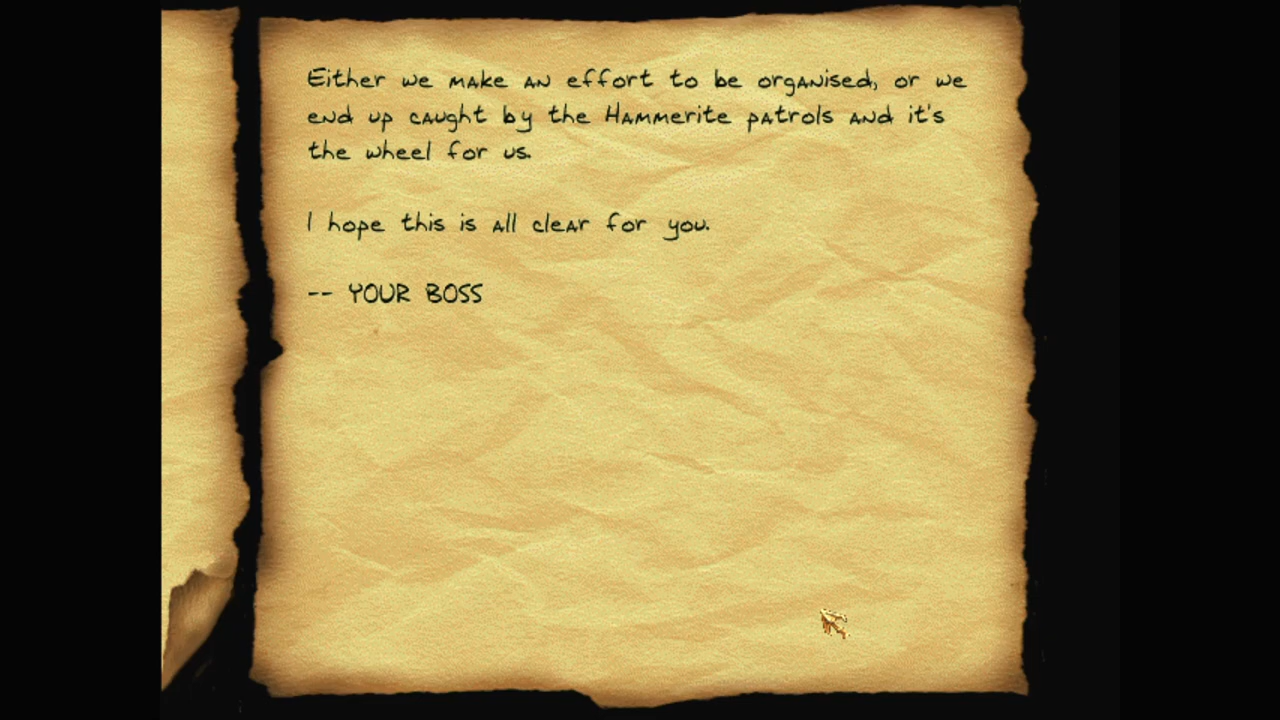 Either we make an effort to be organised, or we
end up caught by the Hammerite patrols and it's
the wheel for us.
I hope this is all clear for you.
-- YOUR BOSS